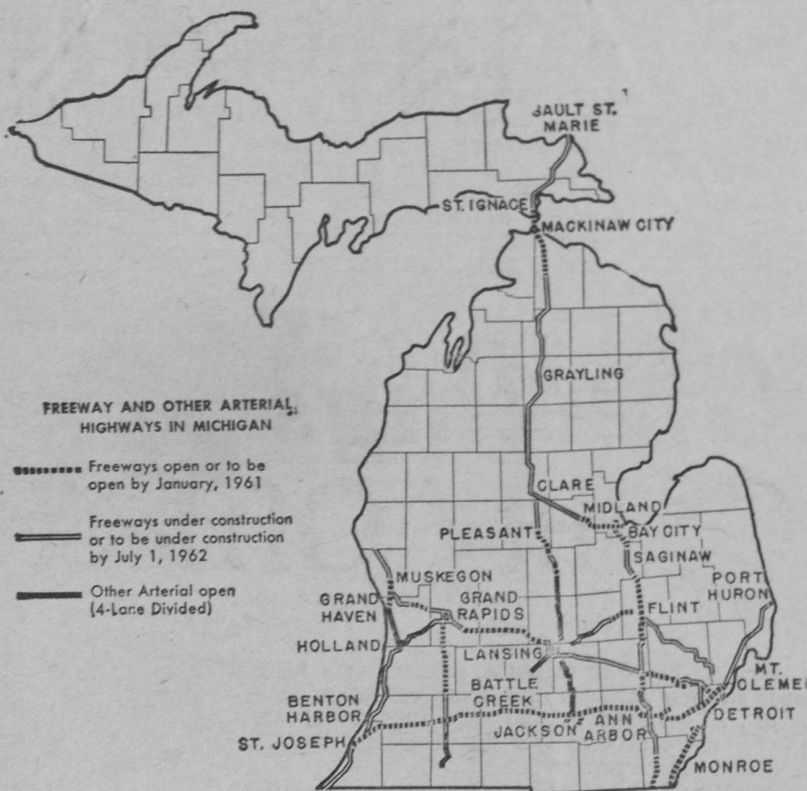 SAULT ST.
MARIE
ST. IGNACE
MACKINAW CITY
GRAYLING
FREEWAY AND OTHER ARTERIAL
HIGHWAYS IN MICHIGAN
Freeways open or to be
open by January, 1961
Freeways under construction
or to be under construction
by July 1, 1962
Other Arterial open
(4-Lane Divided)
CLARE
MIDLAND
PLEASANT
BAY CITY
SAGINAW
MUSKEGON
PORT
HURON
GRAND
HAVEN
GRAND
RAPIDS
FLINT
HOLLAND
LANSING
MT.
CLEME
BATTLE
CREEK
BENTON
HARBOR
DETROIT
ANN
ARBOR
JACKSON
ST. JOSEPH
MONROE